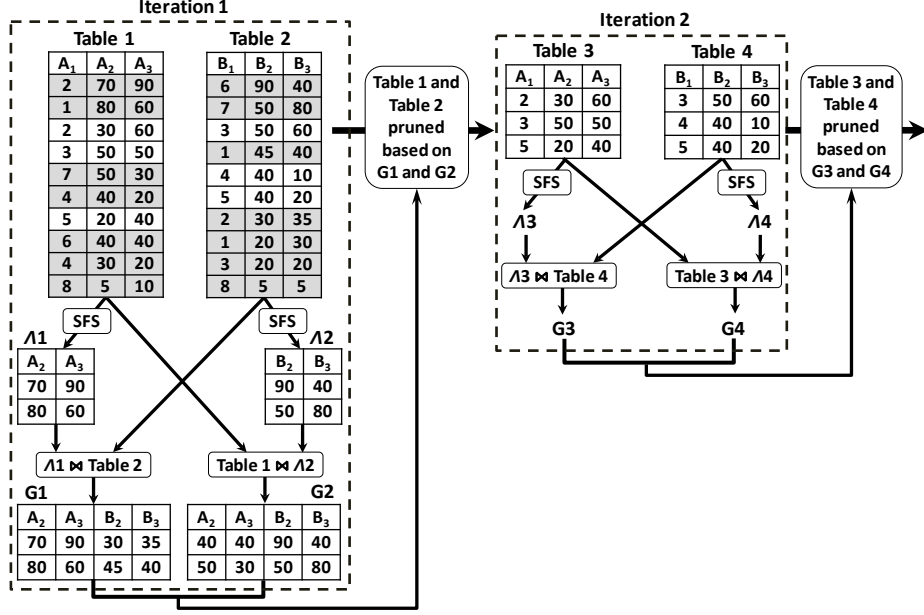 Iteration 1
Table 1
A1 A2 A3
2 70 90
1 80 60
2 30 60
3 50 50
7 50 30
4 40 20
5 20 40
6 40 40
4 30 20
8 5 10
Table 2
B1 B2 B3
6 90 40
7 50 80
3 50 60
1 45 40
4 40 10
5 40 20
2 30 35
1 20 30
3 20 20
8 5 5
SFS
SFS
Λ1
A2 A3
70 90
80 60
Λ2
B2 B3
90 40
50 80
Λ1 ⋈ Table 2
Table 1 ⋈ Λ2
G1
A2 A3 B2 B3
70 90 30 35
80 60 45 40
G2
A2 A3 B2 B3
40 40 90 40
50 30 50 80
Table 1 and
Table 2
pruned
based on
G1 and G2
Iteration 2
Table 3
A1 A2 A3
2 30 60
3 50 50
5 20 40
Table 4
B1 B2 B3
3 50 60
4 40 10
5 40 20
SFS
SFS
Λ3
Λ4
Λ3 ⋈ Table 4
Table 3 ⋈ Λ4
G3
G4
Table 3 and
Table 4
pruned
based on
G3 and G4